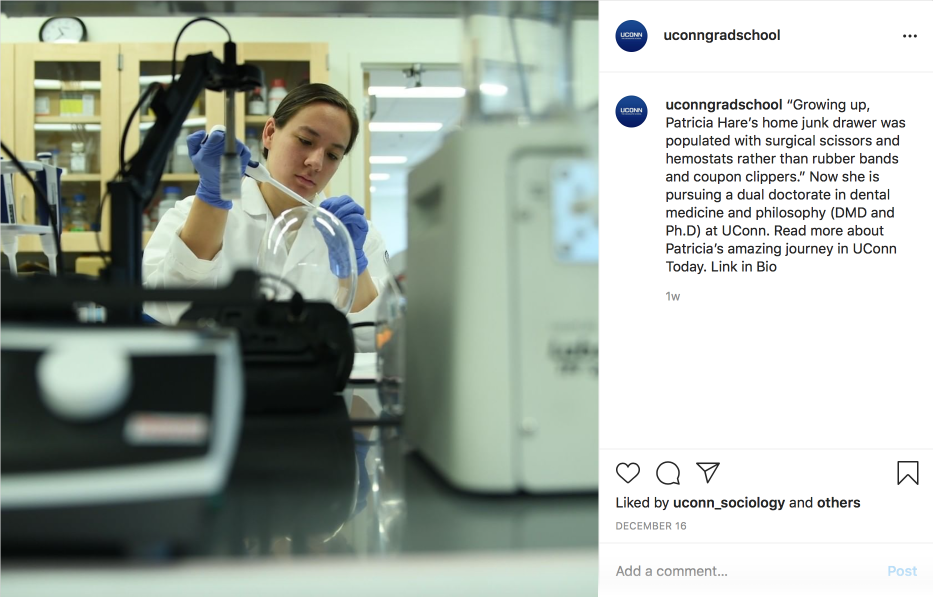 UCONN
uconngradschool
UCONN
uconngradschool “Growing up,
Patricia Hare’s home junk drawer was
populated with surgical scissors and
hemostats rather than rubber bands
and coupon clippers.” Now she is
pursuing a dual doctorate in dental
medicine and philosophy (DMD and
Ph.D) at UConn. Read more about
Patricia’s amazing journey in UConn
Today. Link in Bio
1w
Liked by uconn_sociology and others
DECEMBER 16
Add a comment...
Post